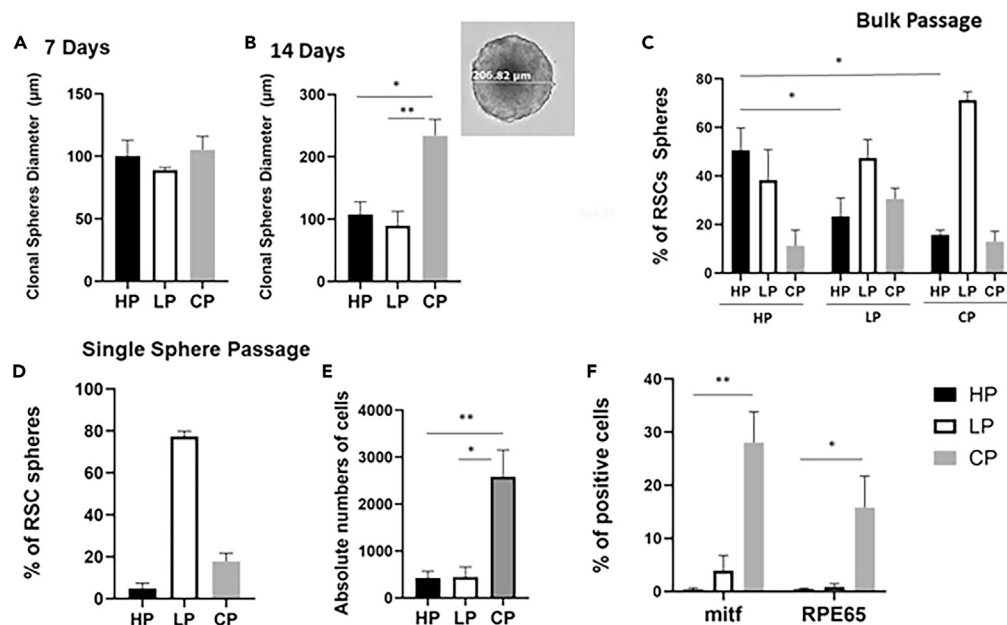 A 7 Days
Clonal Spheres Diameter (µm)
150
100
50
0
HP LP CP
B 14 Days
Clonal Spheres Diameter (µm)
300
200
100
0
*
**
HP LP CP
206.82 µm
Bulk Passage
C
% of RSCs Spheres
80
60
40
20
0
*
*
HP LP CP HP LP CP HP LP CP
HP LP CP
Single Sphere Passage
D
% of RSC spheres
100
80
60
40
20
0
HP LP CP
E
Absolute numbers of cells
4000
3000
2000
1000
0
**
*
HP LP CP
F
% of positive cells
40
30
20
10
0
**
*
mitf RPE65
HP
LP
CP